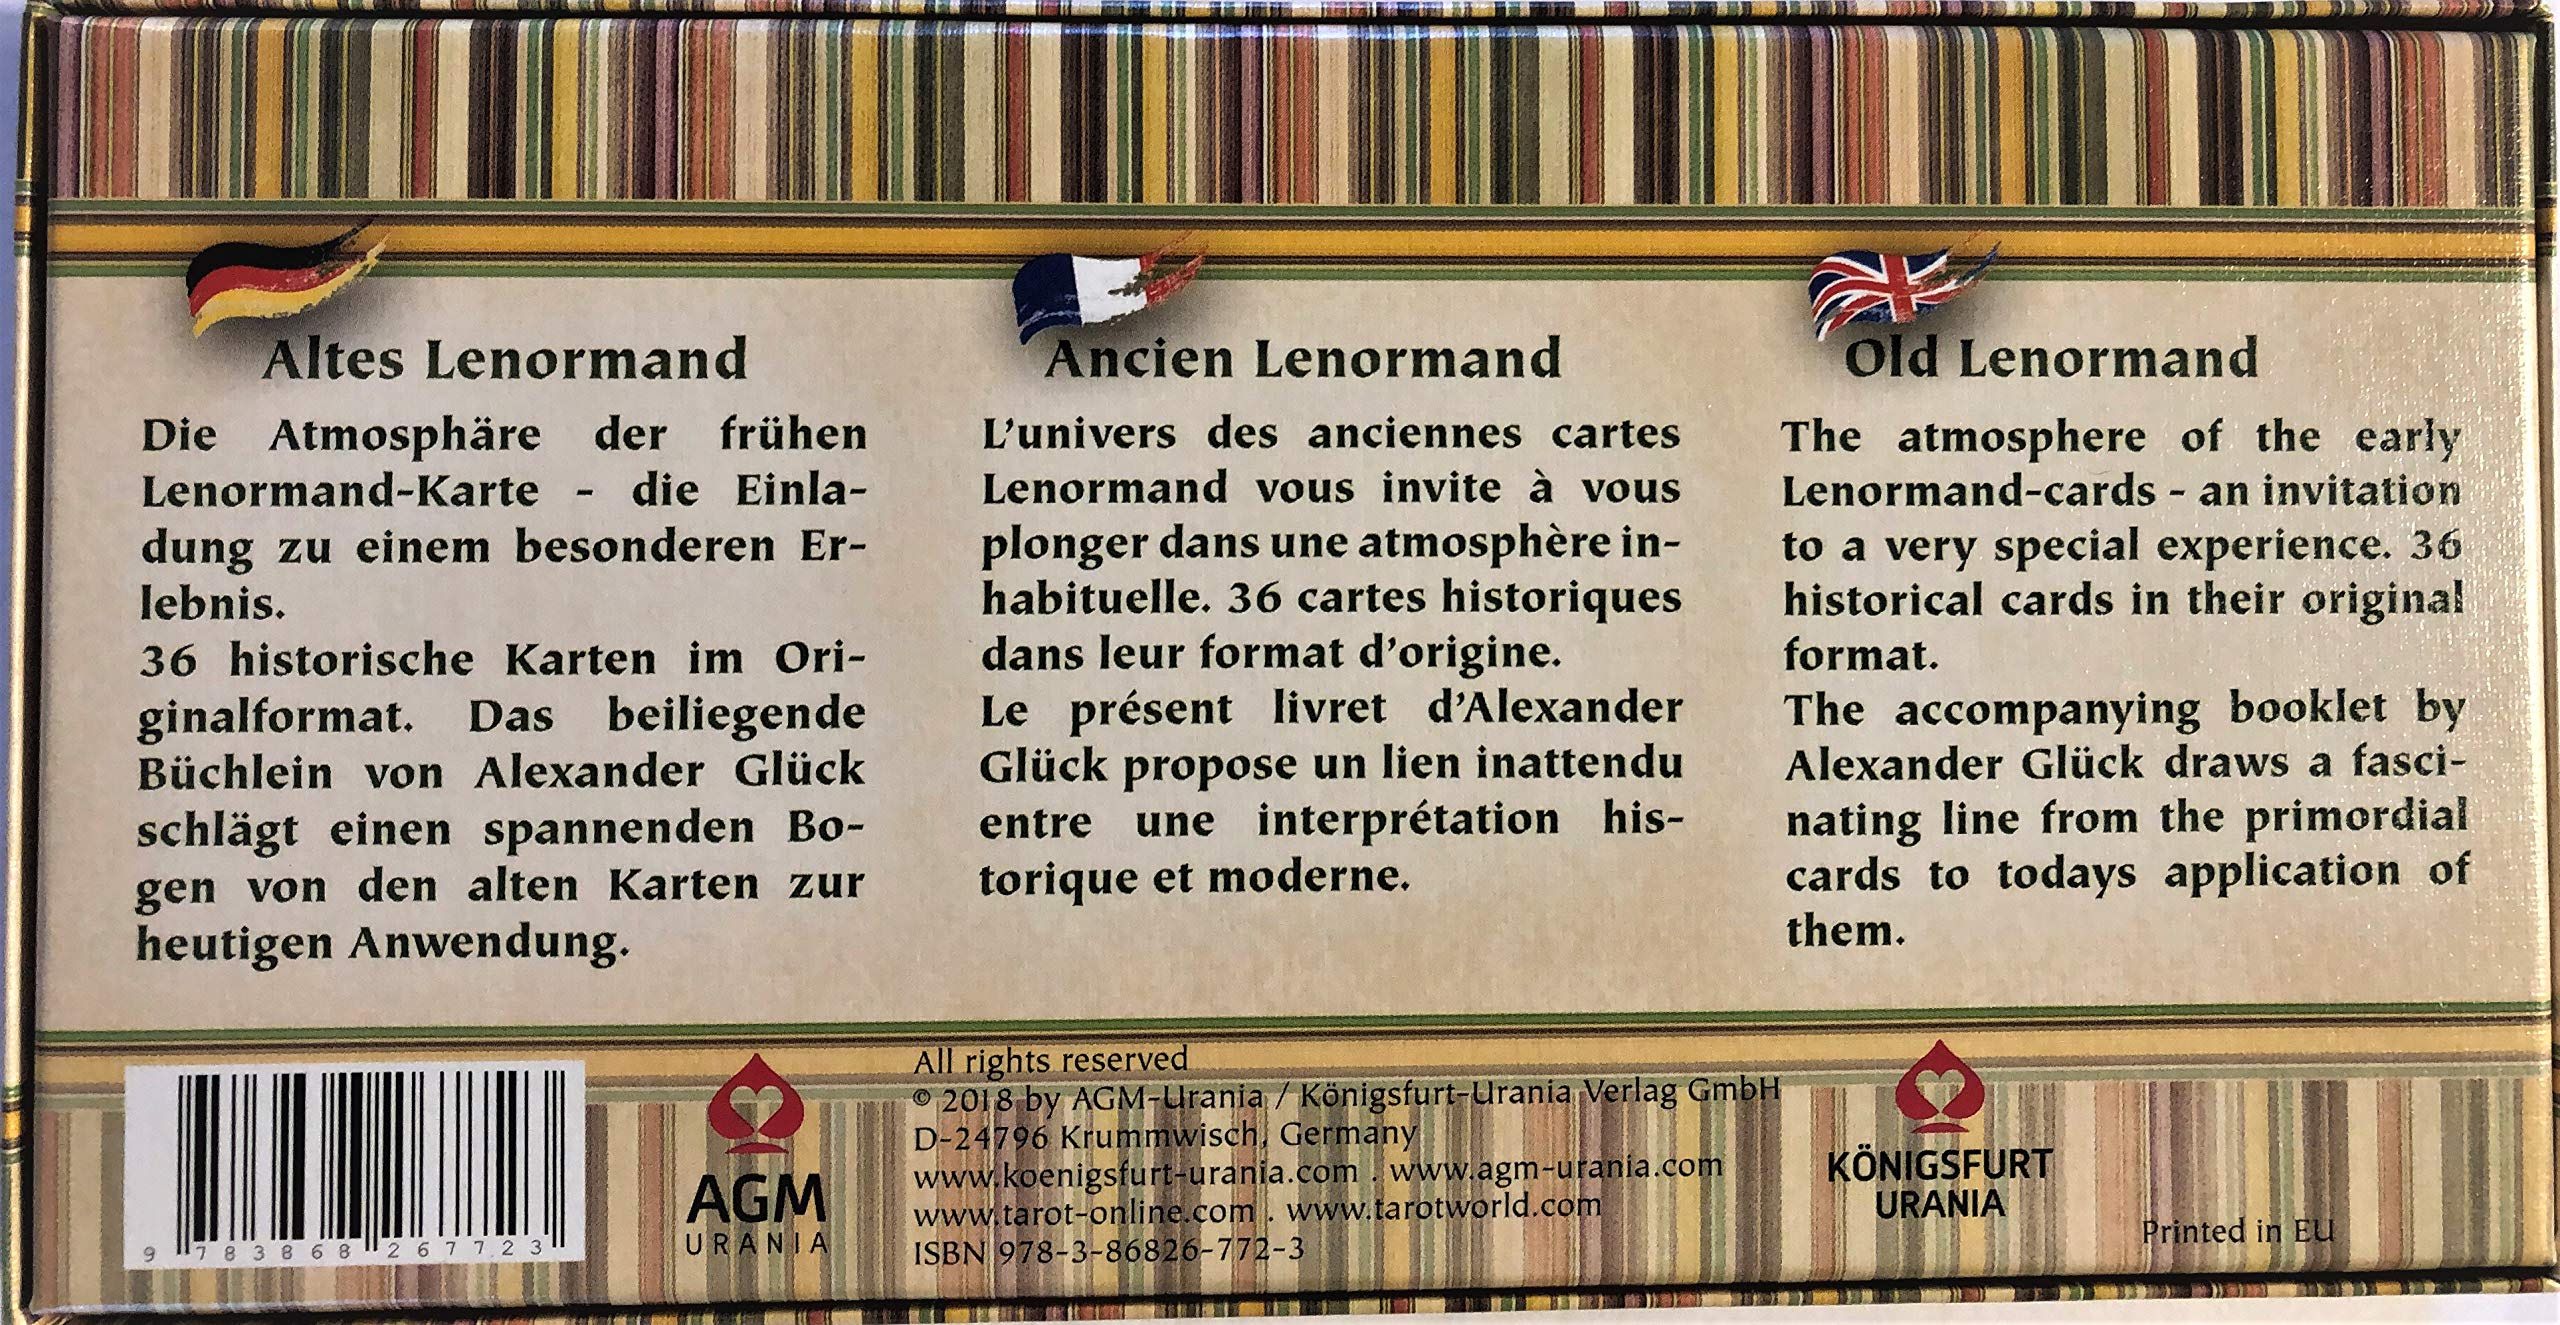 Altes Lenormand
Die Atmosphäre der frühen
Lenormand-Karte - die Einla-
dung zu einem besonderen Er-
lebnis.
36 historische Karten im Ori-
ginalformat. Das beiliegende
Büchlein von Alexander Glück
schlägt einen spannenden Bo-
gen von den alten Karten zur
heutigen Anwendung.
Ancien Lenormand
L'univers des anciennes cartes
Lenormand vous invite à vous
plonger dans une atmosphère in-
habituelle. 36 cartes historiques
dans leur format d'origine.
Le présent livret d'Alexander
Glück propose un lien inattendu
entre une interprétation his-
torique et moderne.
Old Lenormand
The atmosphere of the early
Lenormand-cards - an invitation
to a very special experience. 36
historical cards in their original
format.
The accompanying booklet by
Alexander Glück draws a fasci-
nating line from the primordial
cards to todays application of
them.
9 783868 267723
AGM
URANIA
All rights reserved
© 2018 by AGM-Urania / Königsfurt-Urania Verlag GmbH
D-24796 Krummwisch, Germany
www.koenigsfurt-urania.com . www.agm-urania.com
www.tarot-online.com . www.tarotworld.com
ISBN 978-3-86826-772-3
KÖNIGSFURT
URANIA
Printed in EU